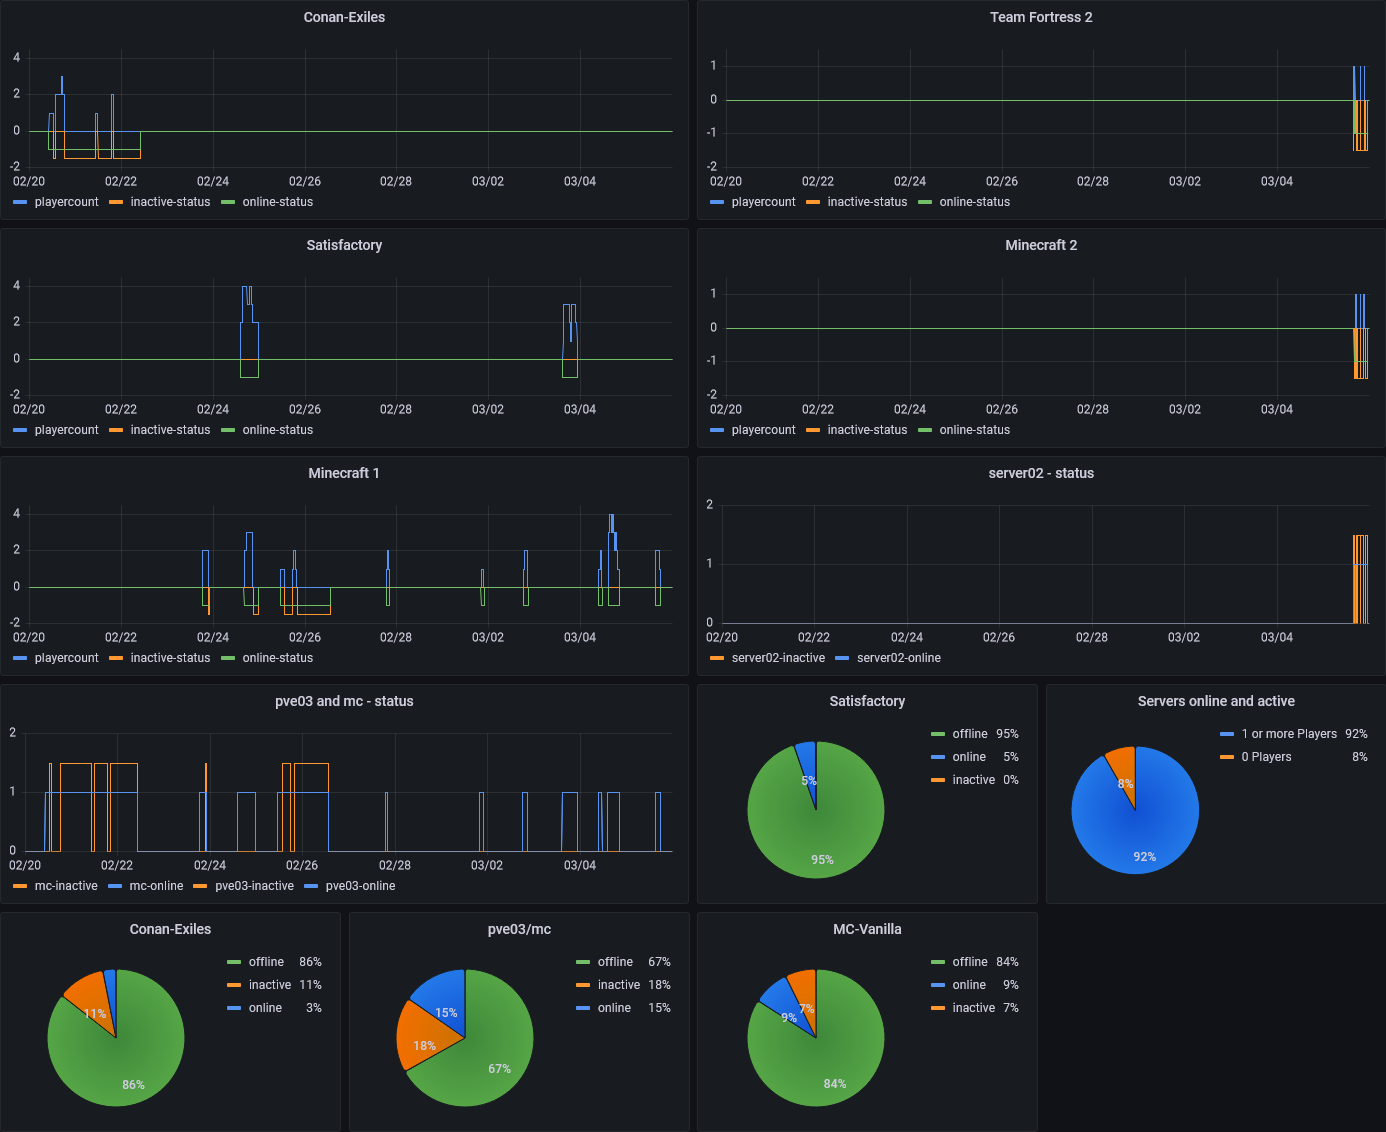 Conan-Exiles
4
2
0
-2
02/20 02/22 02/24 02/26 02/28 03/02 03/04
playercount inactive-status online-status
Team Fortress 2
1
0
-1
-2
02/20 02/22 02/24 02/26 02/28 03/02 03/04
playercount inactive-status online-status
Satisfactory
4
2
0
-2
02/20 02/22 02/24 02/26 02/28 03/02 03/04
playercount inactive-status online-status
Minecraft 2
1
0
-1
-2
02/20 02/22 02/24 02/26 02/28 03/02 03/04
playercount inactive-status online-status
Minecraft 1
4
2
0
-2
02/20 02/22 02/24 02/26 02/28 03/02 03/04
playercount inactive-status online-status
server02 - status
2
1
0
02/20 02/22 02/24 02/26 02/28 03/02 03/04
server02-inactive server02-online
pve03 and mc - status
2
1
0
02/20 02/22 02/24 02/26 02/28 03/02 03/04
mc-inactive mc-online pve03-inactive pve03-online
Satisfactory
offline 95%
online 5%
inactive 0%
5%
95%
Servers online and active
1 or more Players 92%
0 Players 8%
8%
92%
Conan-Exiles
offline 86%
inactive 11%
online 3%
11%
86%
pve03/mc
offline 67%
inactive 18%
online 15%
15%
18%
67%
MC-Vanilla
offline 84%
online 9%
inactive 7%
7%
9%
84%